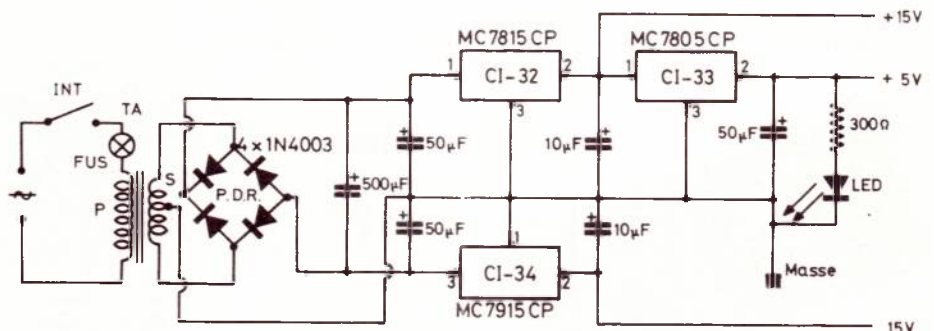 +15V
MC7815CP
MC7805CP
1
CI-32
2
1
CI-33
2
+ 5V
INT
TA
3
3
FUS
4 x 1N4003
+
50µF
10µF
+
50µF
+
300Ω
P
S
P.D.R.
+
500µF
LED
+
50µF
+
10µF
1
CI-34
3
2
MC7915CP
Masse
15V